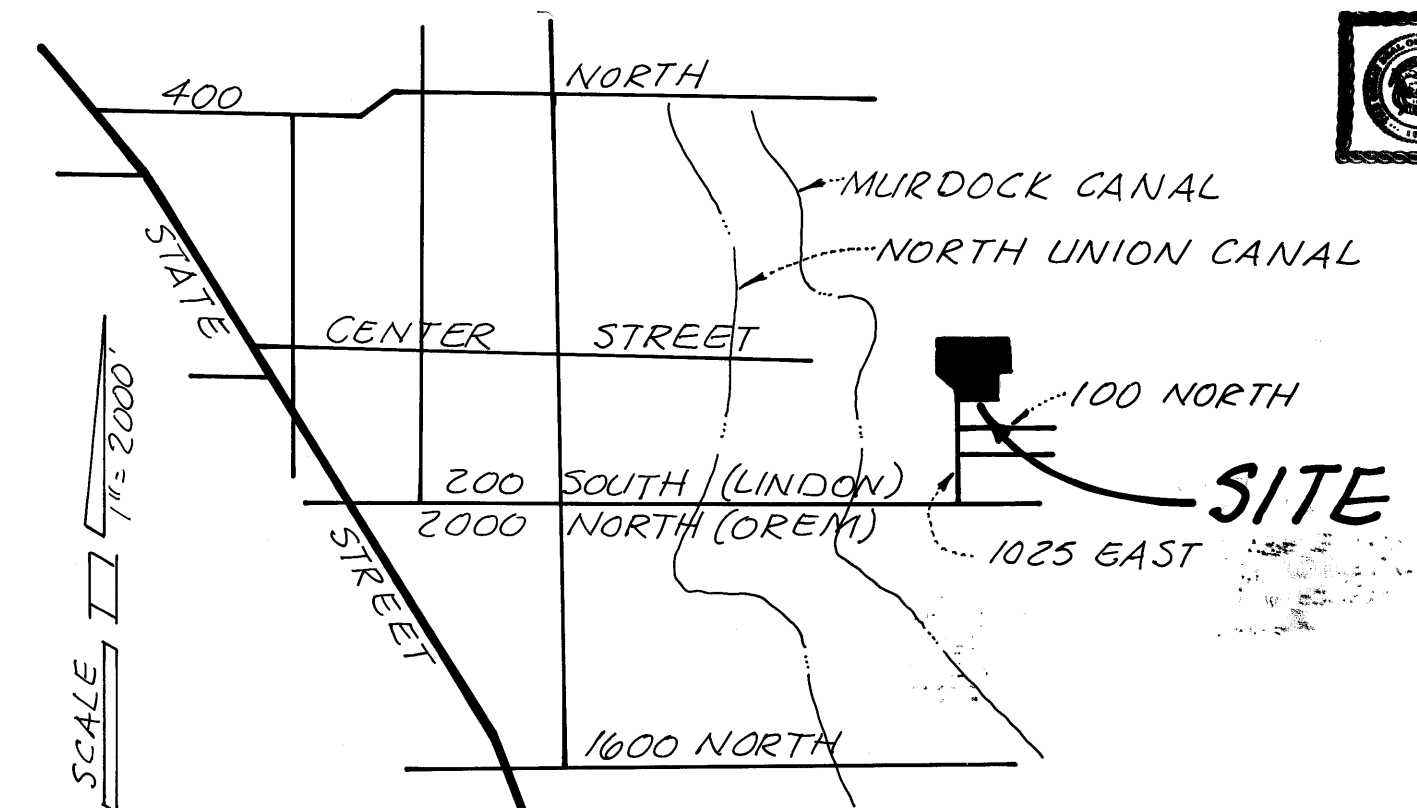 400 NORTH
MURDOCK CANAL
NORTH UNION CANAL
STATE STREET
CENTER STREET
100 NORTH
SITE
200 SOUTH (LINDON)
2000 NORTH (OREM)
1025 EAST
1600 NORTH
SCALE 1"=2000'